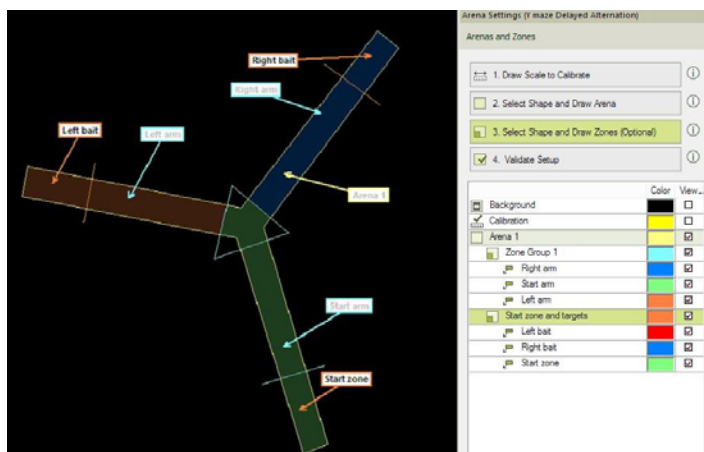 Right bait
Right arm
Left bait
Left arm
Arena 1
Start arm
Start zone
Arena Settings (Y maze Delayed Alternation)
Arenas and Zones
1. Draw Scale to Calibrate
2. Select Shape and Draw Arena
3. Select Shape and Draw Zones (Optional)
4. Validate Setup
Color View...
Background
Calibration
Arena 1
Zone Group 1
Right arm
Start arm
Left arm
Start zone and targets
Left bait
Right bait
Start zone